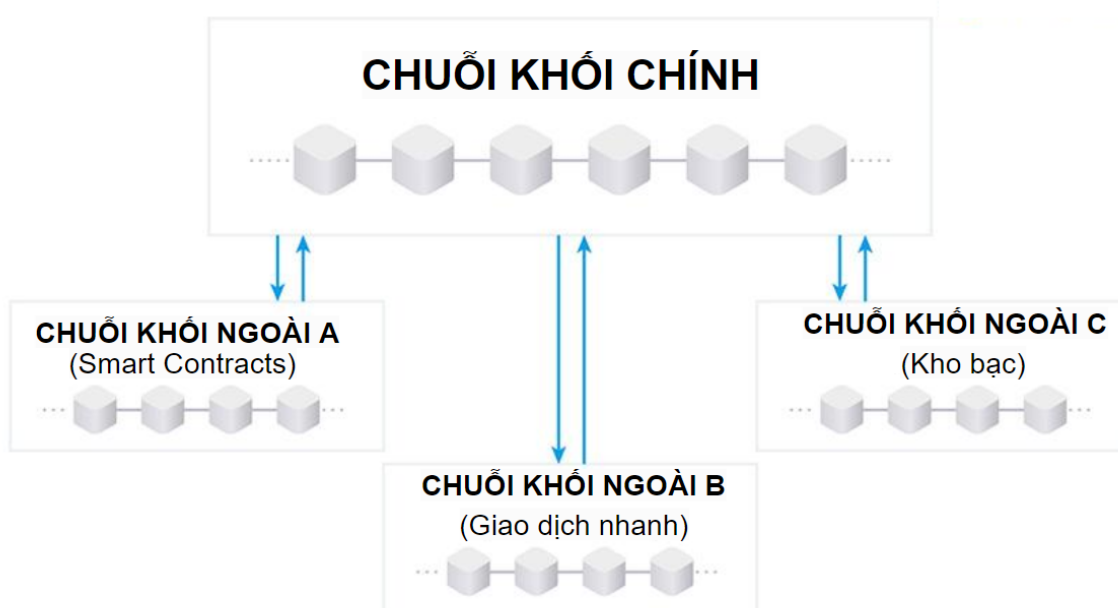 CHUỖI KHỐI CHÍNH
CHUỖI KHỐI NGOÀI A
(Smart Contracts)
CHUỖI KHỐI NGOÀI C
(Kho bạc)
CHUỖI KHỐI NGOÀI B
(Giao dịch nhanh)